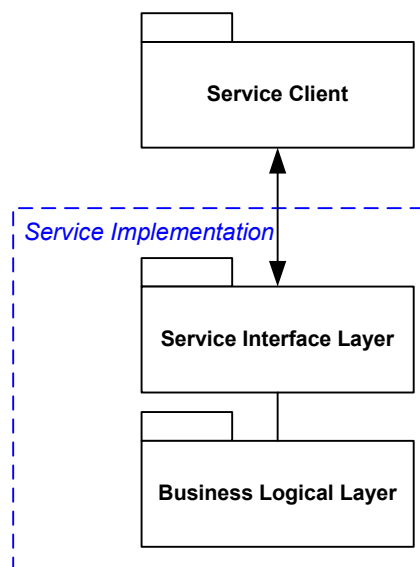 Service Client
Service Implementation
Service Interface Layer
Business Logical Layer